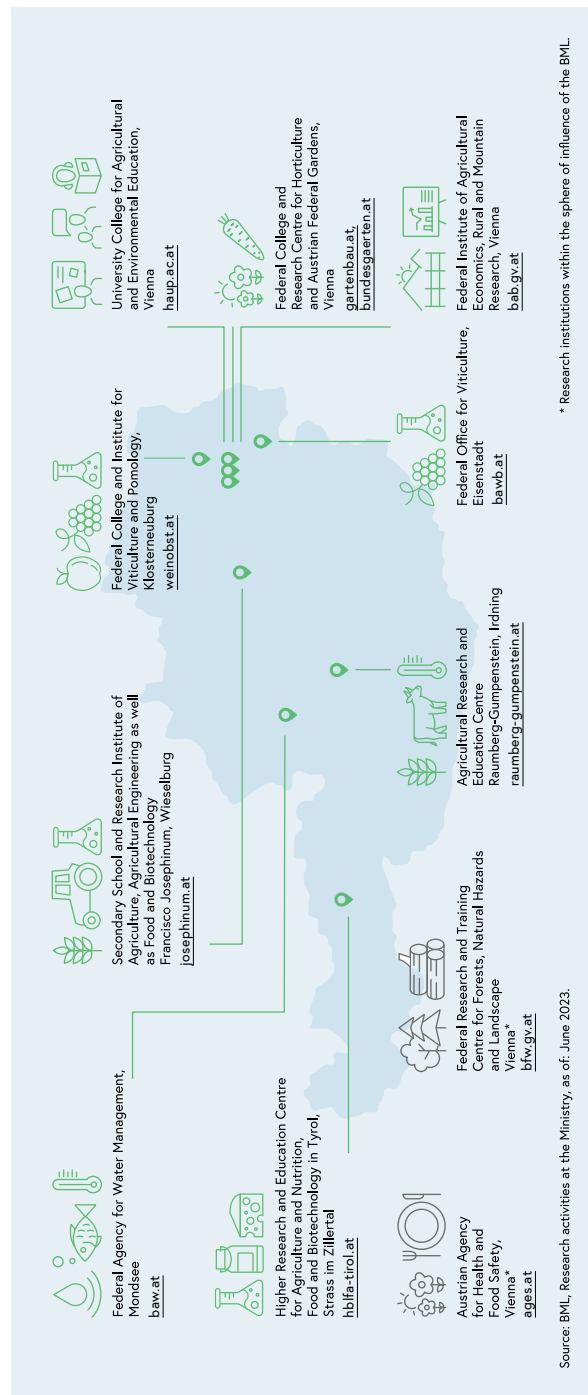 Federal Agency for Water Management,
Mondsee
baw.at
Secondary School and Research Institute of
Agriculture, Agricultural Engineering as well
as Food and Biotechnology
Francisco Josephinum, Wieselburg
josephinum.at
Federal College and Institute for
Viticulture and Pomology,
Klosterneuburg
weinobst.at
University College for Agricultural
and Environmental Education,
Vienna
haup.ac.at
Higher Research and Education Centre
for Agriculture and Nutrition,
Food and Biotechnology in Tyrol,
Strass im Zillertal
hblfa-tirol.at
Federal College and
Research Centre for Horticulture
and Austrian Federal Gardens,
Vienna
gartenbau.at,
bundesgaerten.at
Austrian Agency
for Health and
Food Safety,
Vienna*
ages.at
Federal Research and Training
Centre for Forests, Natural Hazards
and Landscape
Vienna*
bfw.gv.at
Agricultural Research and
Education Centre
Raumberg-Gumpenstein, Irdning
raumberg-gumpenstein.at
Federal Office for Viticulture,
Eisenstadt
bawb.at
Federal Institute of Agricultural
Economics, Rural and Mountain
Research, Vienna
bab.gv.at
Source: BML, Research activities at the Ministry, as of: June 2023.
* Research institutions within the sphere of influence of the BML.